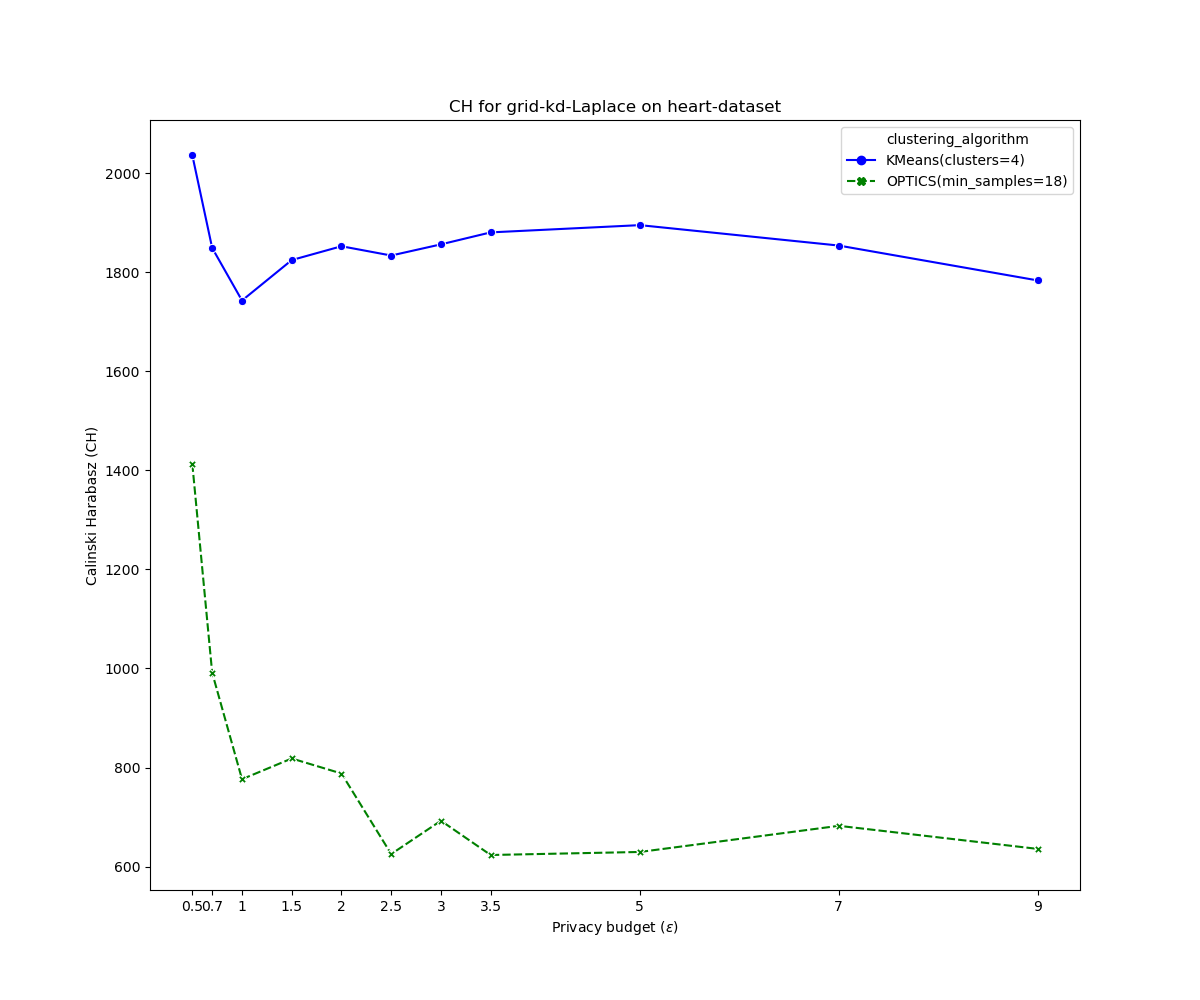 CH for grid-kd-Laplace on heart-dataset
clustering_algorithm
KMeans(clusters=4)
OPTICS(min_samples=18)
2000
1800
1600
1400
1200
1000
800
600
Calinski Harabasz (CH)
0.5 0.7 1 1.5 2 2.5 3 3.5 5 7 9
Privacy budget (ε)